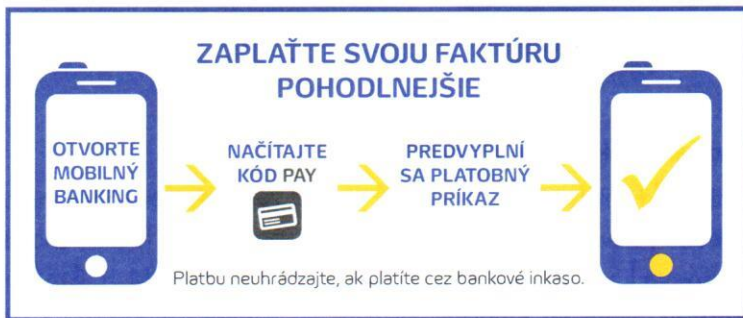 ZAPLAŤTE SVOJU FAKTÚRU
POHODLNEJŠIE
OTVORTE
MOBILNÝ
BANKING
NAČÍTAJTE
KÓD PAY
PREDVYPLNÍ
SA PLATOBNÝ
PRÍKAZ
Platbu neuhrádzajte, ak platíte cez bankové inkaso.